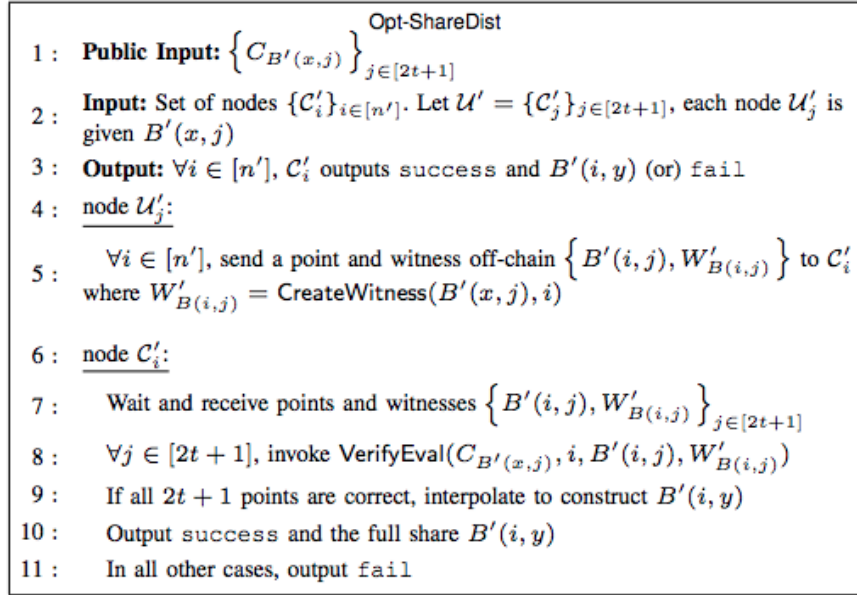 Opt-ShareDist
1 : Public Input: {C_{B′(x,j)}}_{j∈[2t+1]}
2 : Input: Set of nodes {𝒞′_i}_{i∈[n′]}. Let 𝒰′ = {𝒞′_j}_{j∈[2t+1]}, each node 𝒰′_j is
given B′(x, j)
3 : Output: ∀i ∈ [n′], 𝒞′_i outputs success and B′(i, y) (or) fail
4 : node 𝒰′_j:
5 : ∀i ∈ [n′], send a point and witness off-chain {B′(i, j), W′_{B(i,j)}} to 𝒞′_i
where W′_{B(i,j)} = CreateWitness(B′(x, j), i)
6 : node 𝒞′_i:
7 : Wait and receive points and witnesses {B′(i, j), W′_{B(i,j)}}_{j∈[2t+1]}
8 : ∀j ∈ [2t + 1], invoke VerifyEval(C_{B′(x,j)}, i, B′(i, j), W′_{B(i,j)})
9 : If all 2t + 1 points are correct, interpolate to construct B′(i, y)
10 : Output success and the full share B′(i, y)
11 : In all other cases, output fail